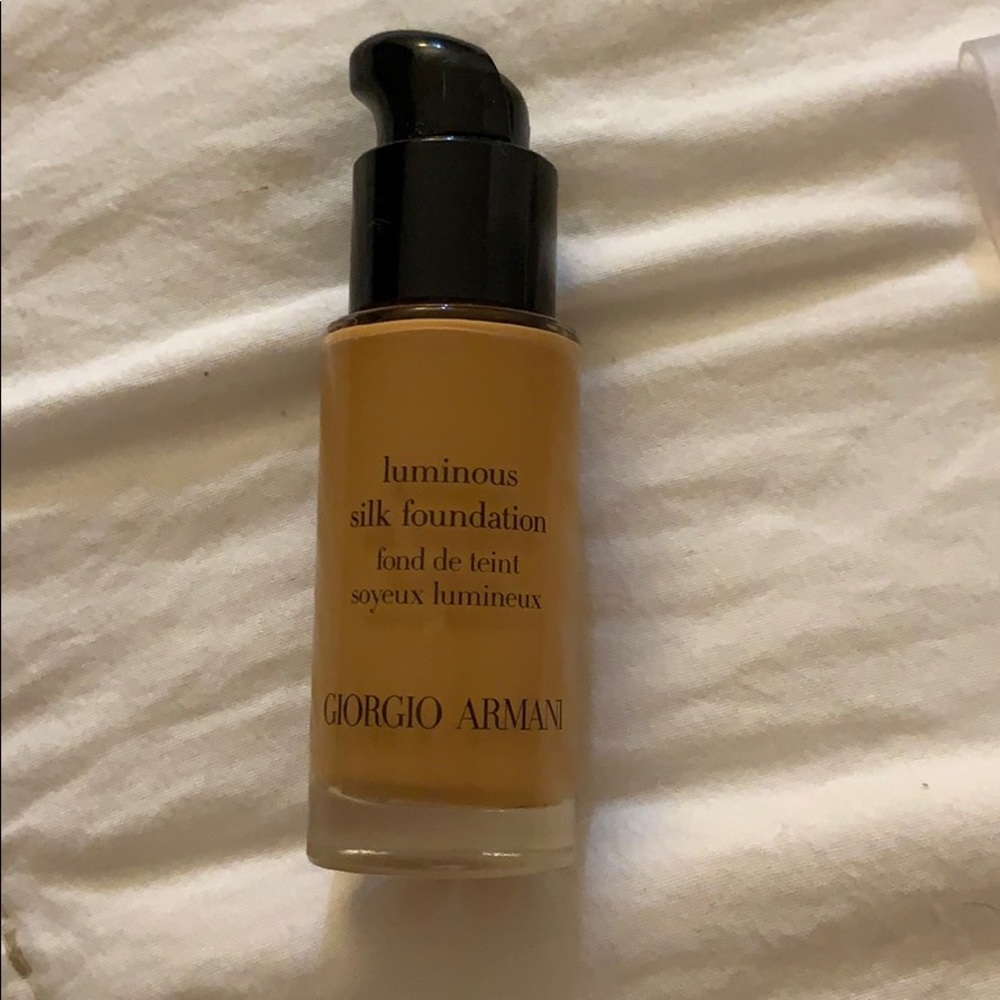 luminous
silk foundation
fond de teint
soyeux lumineux
GIORGIO ARMANI